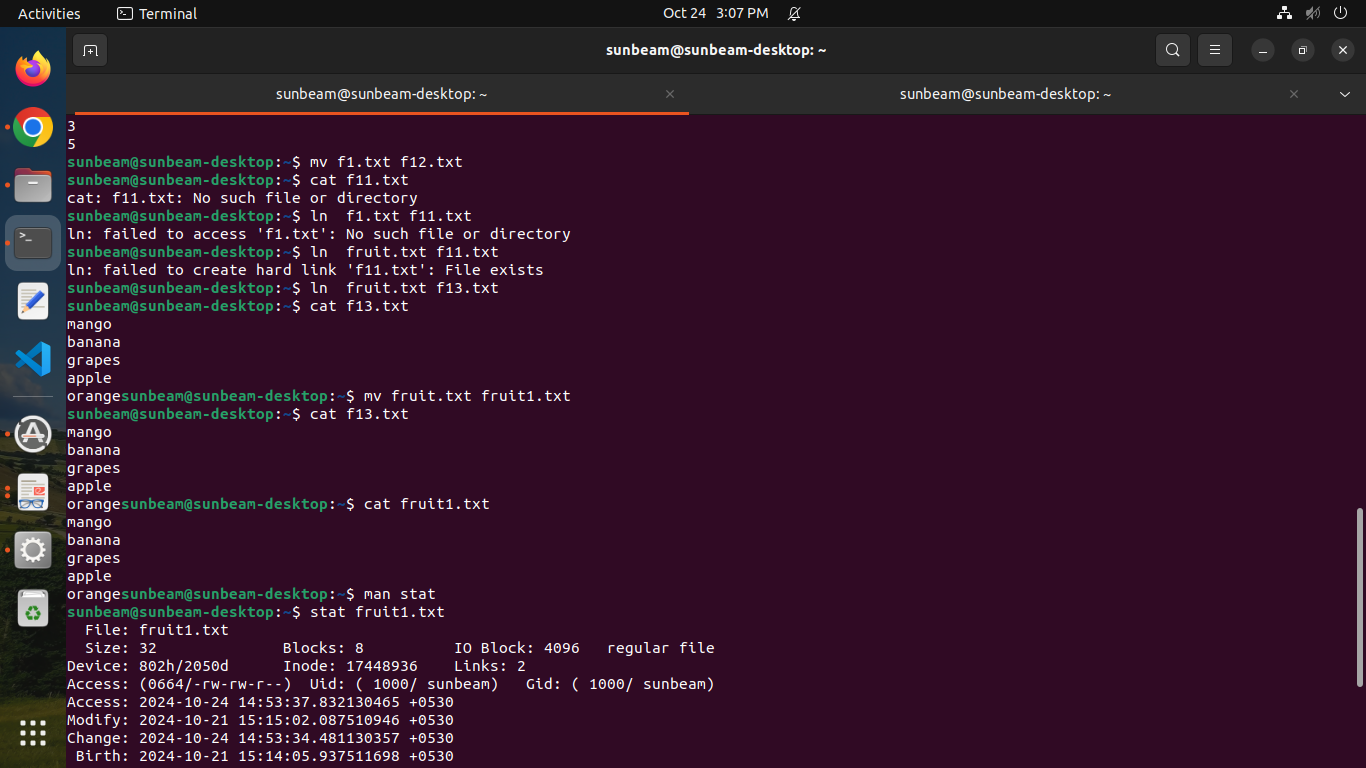 Activities Terminal Oct 24 3:07 PM
sunbeam@sunbeam-desktop: ~
sunbeam@sunbeam-desktop: ~ sunbeam@sunbeam-desktop: ~
3
5
sunbeam@sunbeam-desktop:~$ mv f1.txt f12.txt
sunbeam@sunbeam-desktop:~$ cat f11.txt
cat: f11.txt: No such file or directory
sunbeam@sunbeam-desktop:~$ ln  f1.txt f11.txt
ln: failed to access 'f1.txt': No such file or directory
sunbeam@sunbeam-desktop:~$ ln  fruit.txt f11.txt
ln: failed to create hard link 'f11.txt': File exists
sunbeam@sunbeam-desktop:~$ ln  fruit.txt f13.txt
sunbeam@sunbeam-desktop:~$ cat f13.txt
mango
banana
grapes
apple
orangesunbeam@sunbeam-desktop:~$ mv fruit.txt fruit1.txt
sunbeam@sunbeam-desktop:~$ cat f13.txt
mango
banana
grapes
apple
orangesunbeam@sunbeam-desktop:~$ cat fruit1.txt
mango
banana
grapes
apple
orangesunbeam@sunbeam-desktop:~$ man stat
sunbeam@sunbeam-desktop:~$ stat fruit1.txt
  File: fruit1.txt
  Size: 32              Blocks: 8          IO Block: 4096   regular file
Device: 802h/2050d      Inode: 17448936    Links: 2
Access: (0664/-rw-rw-r--)  Uid: ( 1000/ sunbeam)   Gid: ( 1000/ sunbeam)
Access: 2024-10-24 14:53:37.832130465 +0530
Modify: 2024-10-21 15:15:02.087510946 +0530
Change: 2024-10-24 14:53:34.481130357 +0530
 Birth: 2024-10-21 15:14:05.937511698 +0530